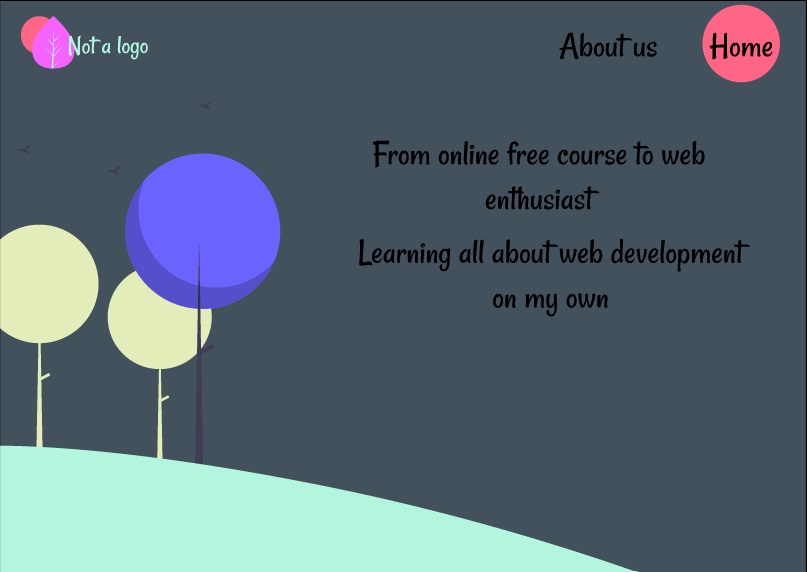 Not a logo
About us
Home
From online free course to web
enthusiast
Learning all about web development
on my own